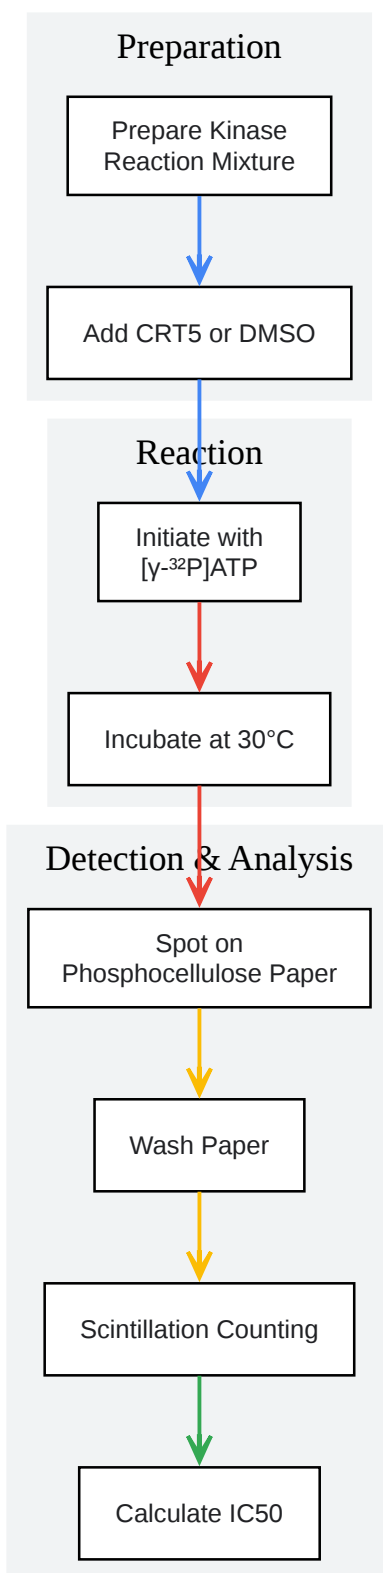 Preparation
Prepare Kinase
Reaction Mixture
Add CRT5 or DMSO
Reaction
Initiate with
[γ-³²P]ATP
Incubate at 30°C
Detection & Analysis
Spot on
Phosphocellulose Paper
Wash Paper
Scintillation Counting
Calculate IC50